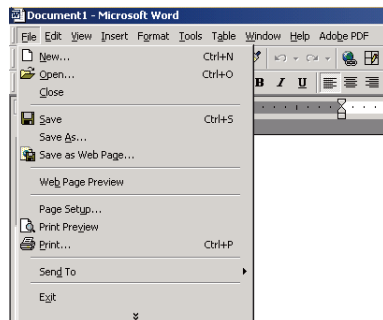 Document1 - Microsoft Word
File Edit View Insert Format Tools Table Window Help Adobe PDF
New... Ctrl+N
Open... Ctrl+O
Close
B I U
Save Ctrl+S
Save As...
Save as Web Page...
Web Page Preview
Page Setup...
Print Preview
Print... Ctrl+P
Send To
Exit